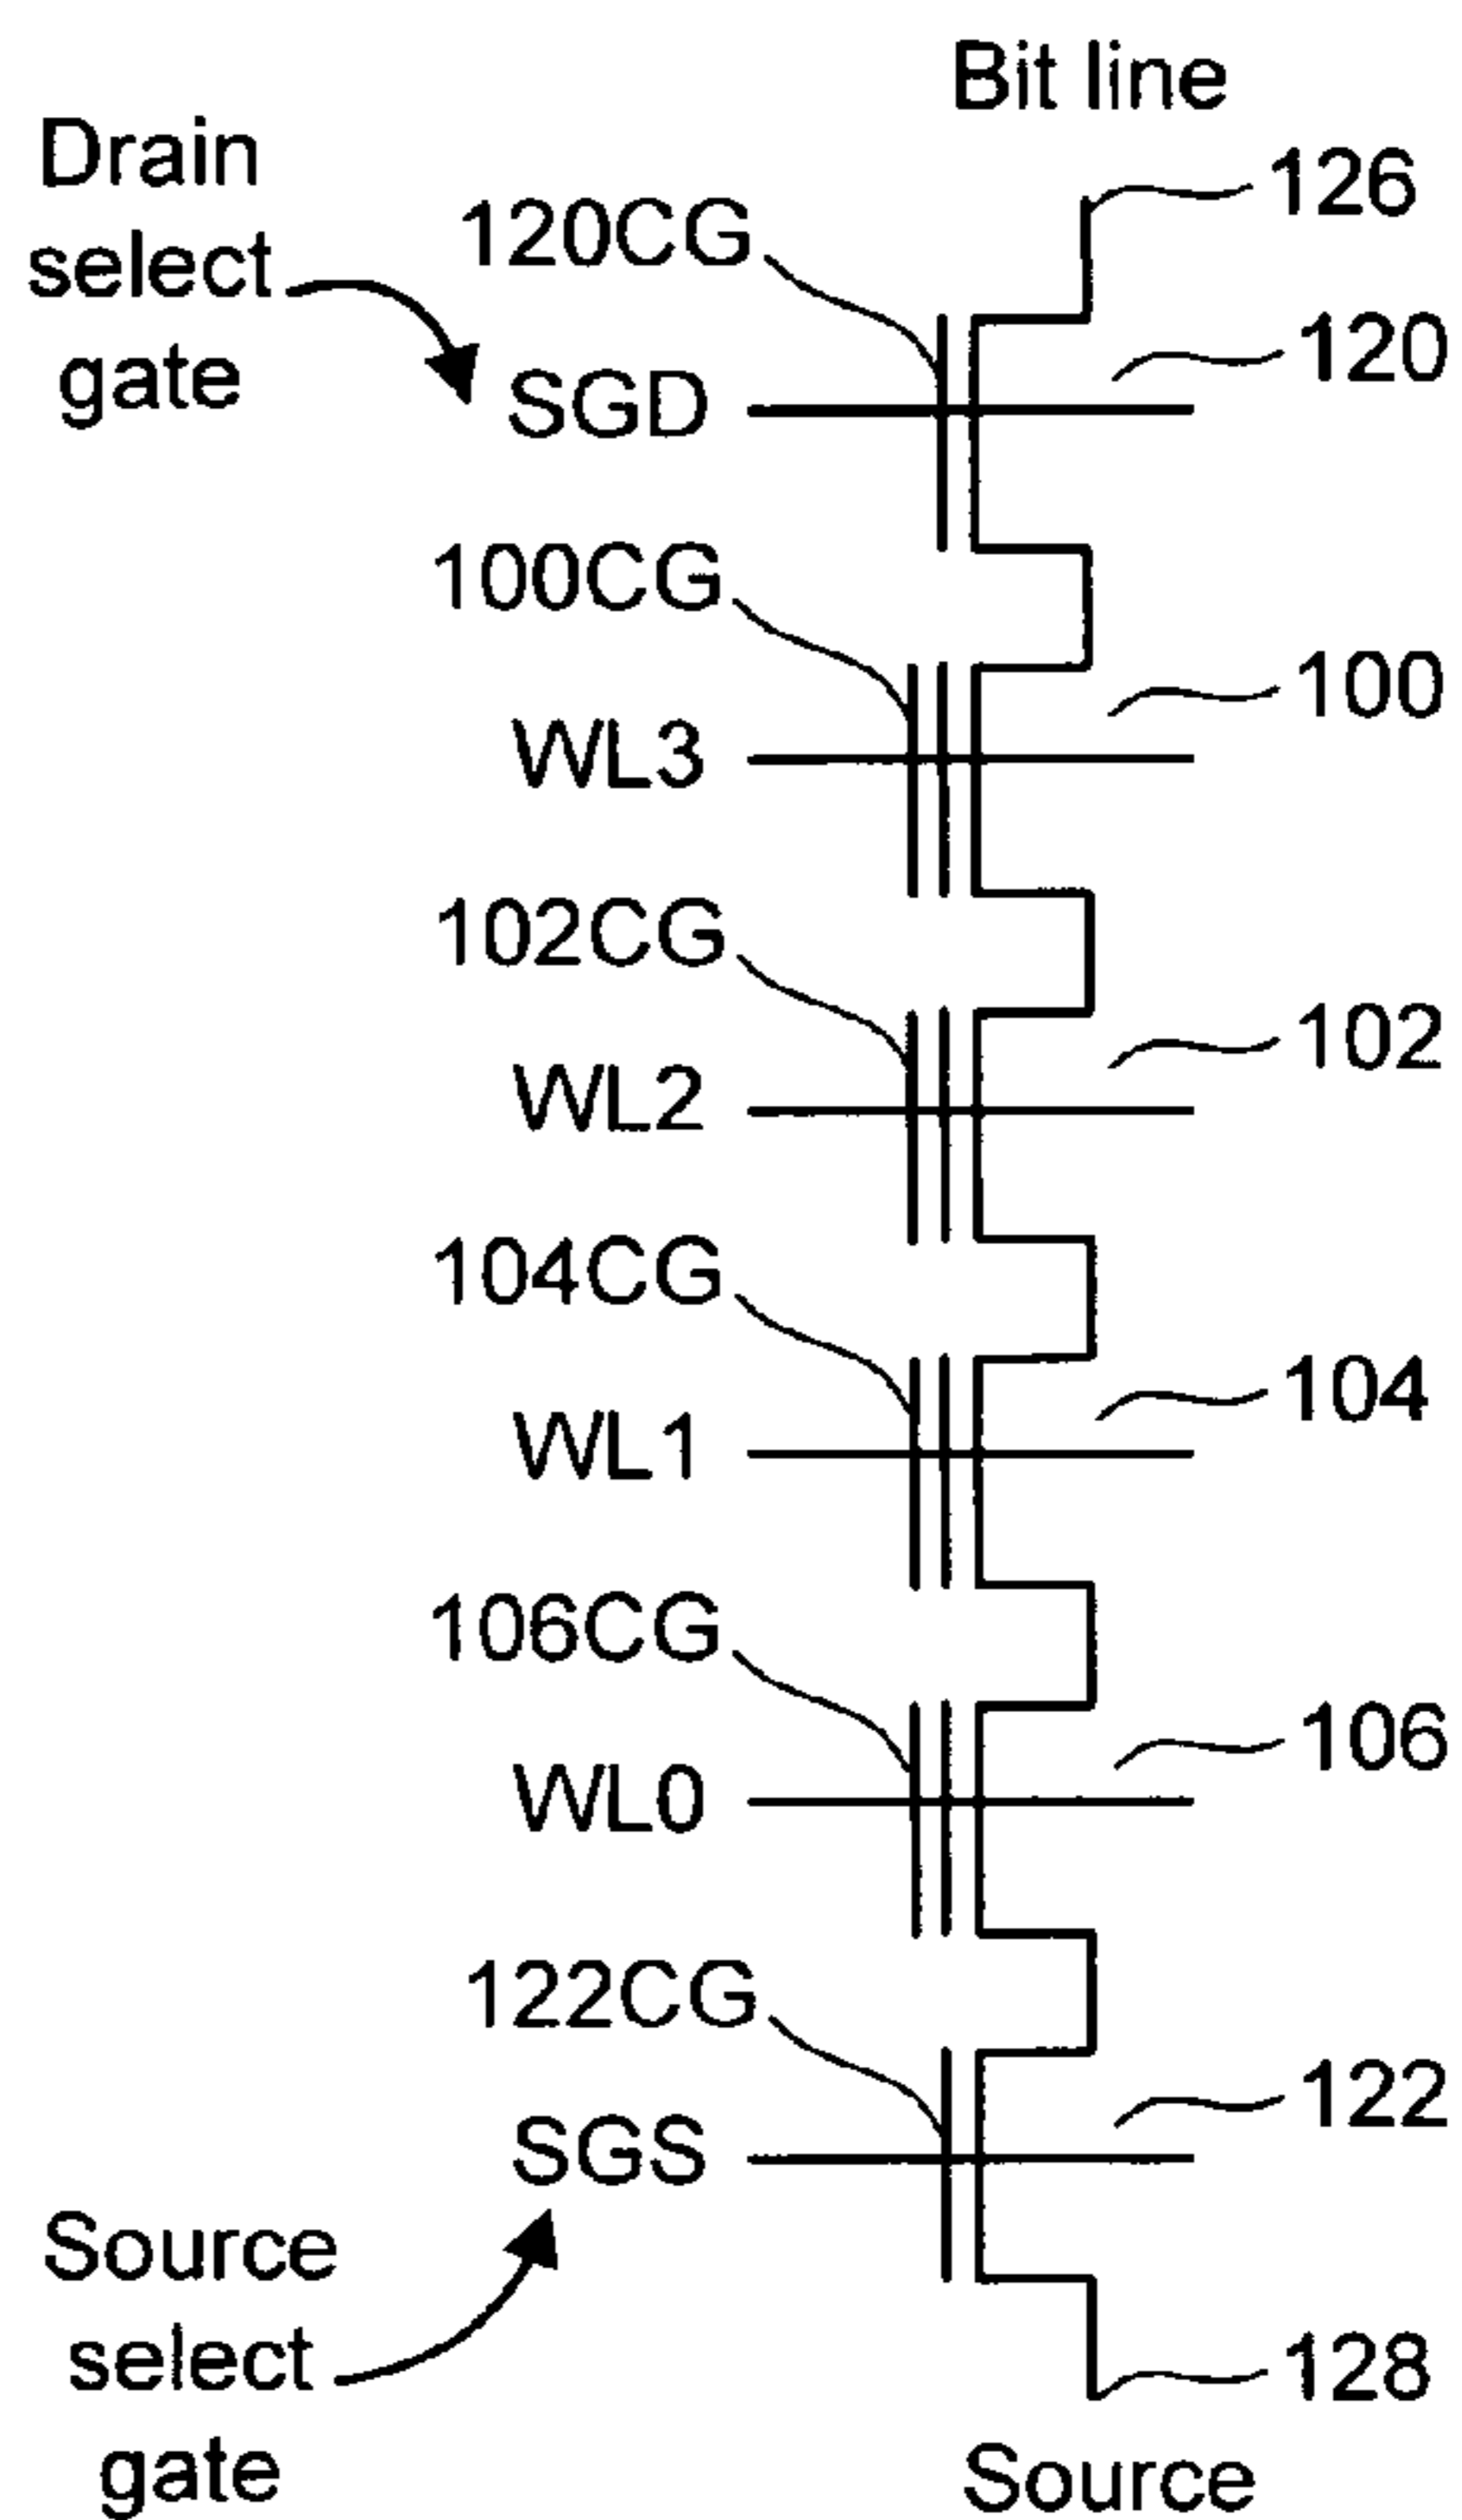 Bit line
126
Drain
select
gate
120CG
120
SGD
100CG
100
WL3
102CG
102
WL2
104CG
104
WL1
106CG
106
WL0
122CG
122
SGS
Source
select
gate
128
Source